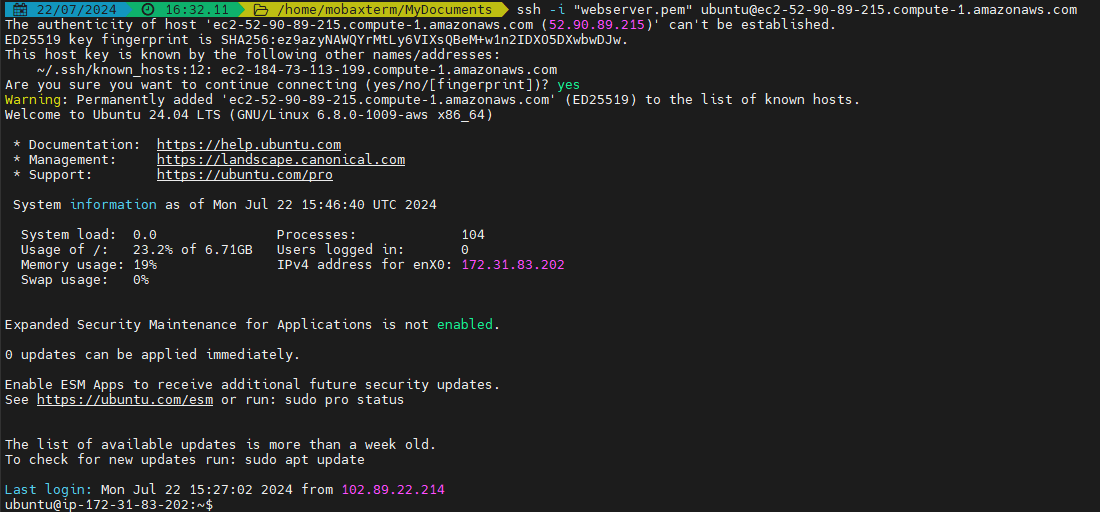 22/07/2024 16:32.11 /home/mobaxterm/MyDocuments ssh -i "webserver.pem" ubuntu@ec2-52-90-89-215.compute-1.amazonaws.com
The authenticity of host 'ec2-52-90-89-215.compute-1.amazonaws.com (52.90.89.215)' can't be established.
ED25519 key fingerprint is SHA256:ez9azyNAWQYrMtLy6VIXsQBeM+w1n2IDXO5DXwbwDJw.
This host key is known by the following other names/addresses:
    ~/.ssh/known_hosts:12: ec2-184-73-113-199.compute-1.amazonaws.com
Are you sure you want to continue connecting (yes/no/[fingerprint])? yes
Warning: Permanently added 'ec2-52-90-89-215.compute-1.amazonaws.com' (ED25519) to the list of known hosts.
Welcome to Ubuntu 24.04 LTS (GNU/Linux 6.8.0-1009-aws x86_64)

 * Documentation:  https://help.ubuntu.com
 * Management:     https://landscape.canonical.com
 * Support:        https://ubuntu.com/pro

 System information as of Mon Jul 22 15:46:40 UTC 2024

  System load:  0.0               Processes:             104
  Usage of /:   23.2% of 6.71GB   Users logged in:       0
  Memory usage: 19%               IPv4 address for enX0: 172.31.83.202
  Swap usage:   0%

Expanded Security Maintenance for Applications is not enabled.

0 updates can be applied immediately.

Enable ESM Apps to receive additional future security updates.
See https://ubuntu.com/esm or run: sudo pro status

The list of available updates is more than a week old.
To check for new updates run: sudo apt update

Last login: Mon Jul 22 15:27:02 2024 from 102.89.22.214
ubuntu@ip-172-31-83-202:~$